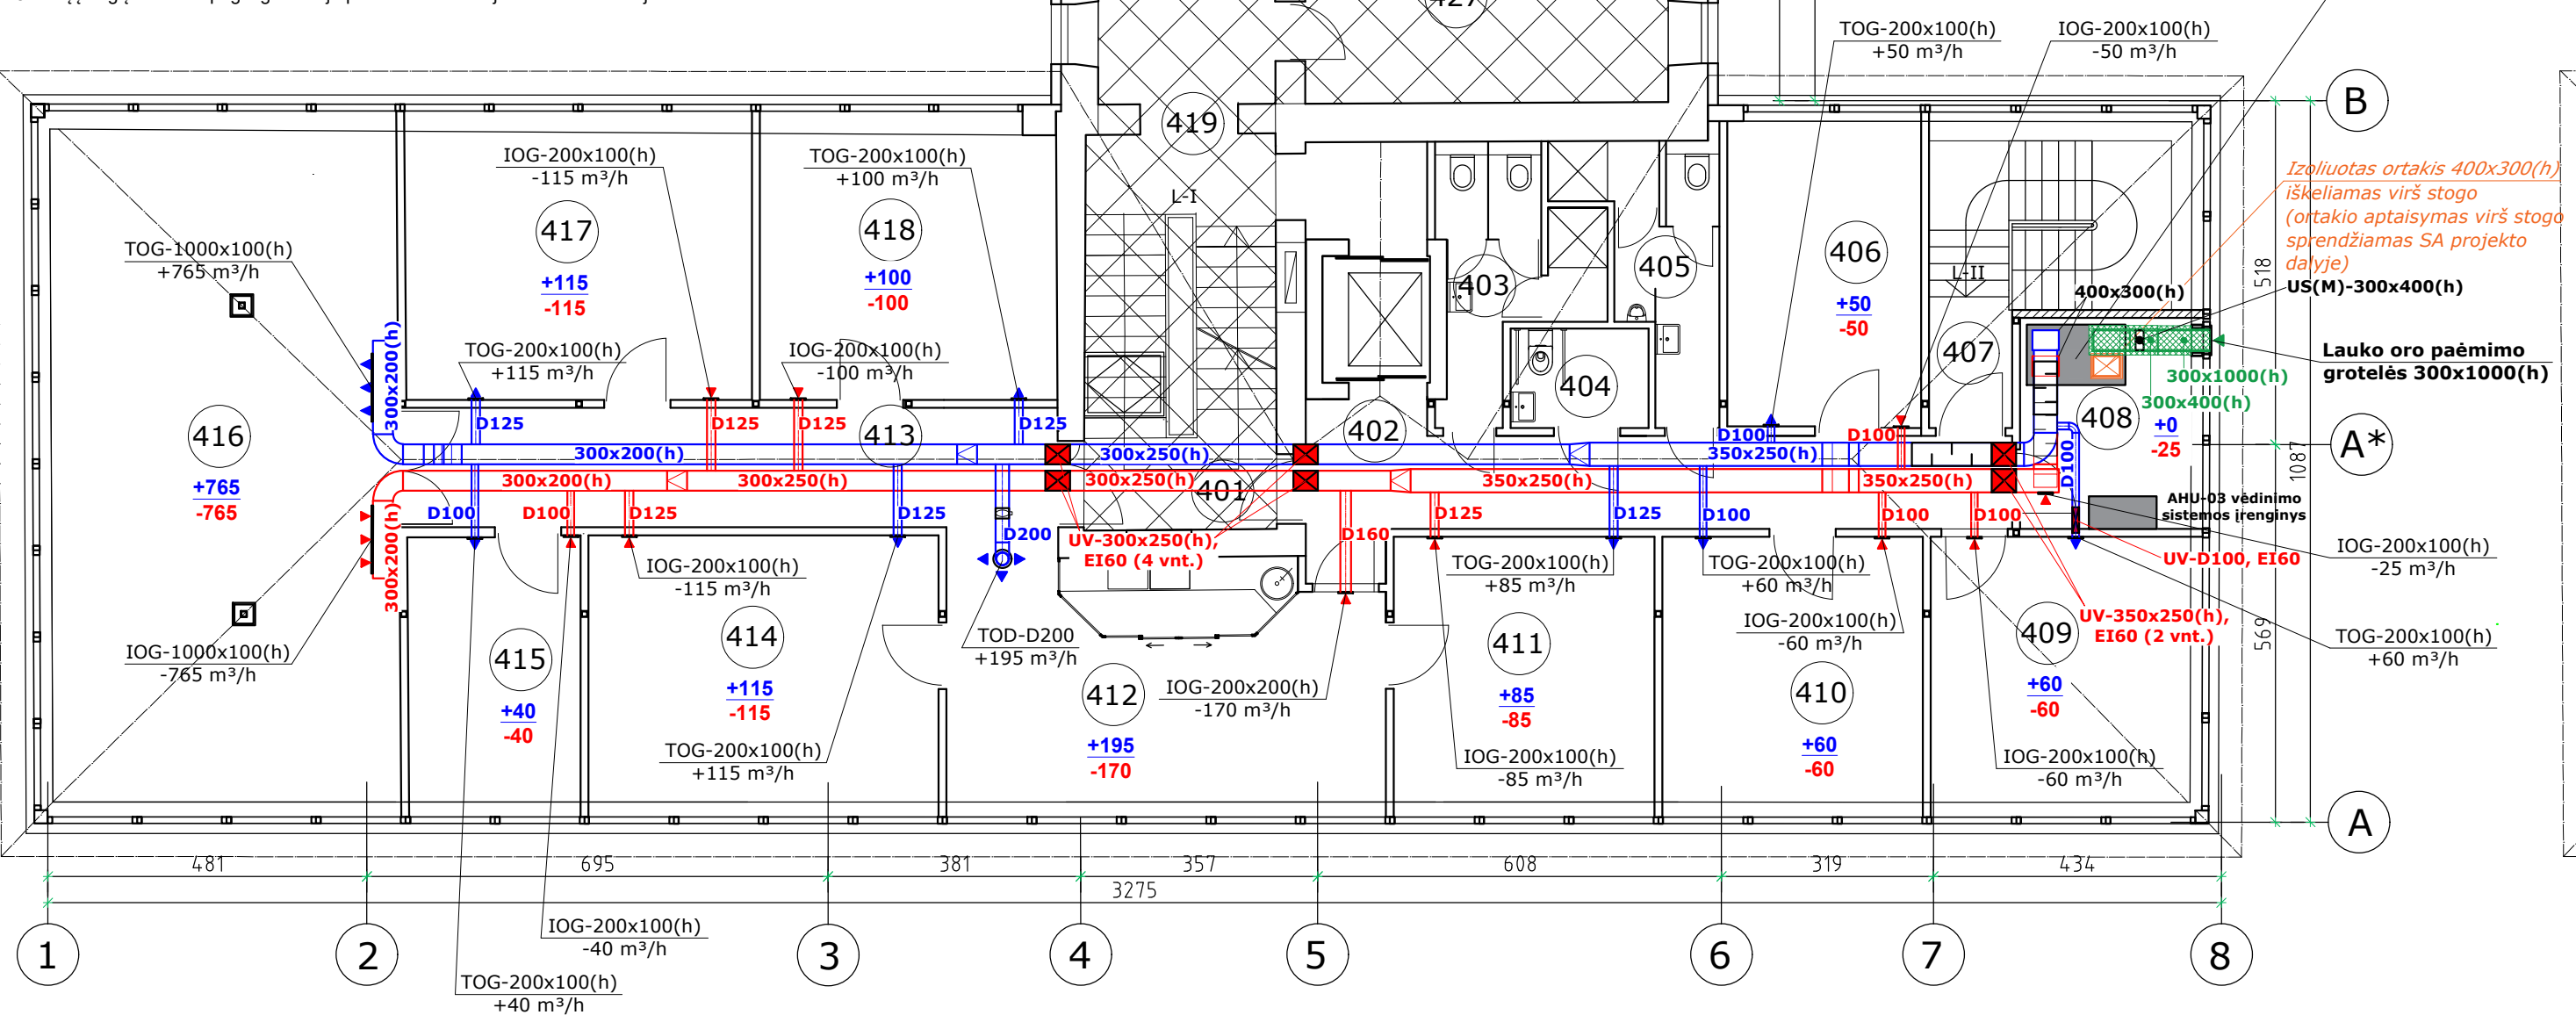 427
TOG-200x100(h)
+50 m³/h
IOG-200x100(h)
-50 m³/h
B
419
IOG-200x100(h)
-115 m³/h
TOG-200x100(h)
+100 m³/h
Izoliuotas ortakis 400x300(h)
iškeliamas virš stogo
(ortakio aptaisymas virš stogo
sprendžiamas SA projekto
dalyje)
US(M)-300x400(h)
L-I
417
+115
-115
418
+100
-100
TOG-1000x100(h)
+765 m³/h
403
405
406
+50
-50
L-II
518
400x300(h)
407
Lauko oro paėmimo
grotelės 300x1000(h)
300x1000(h)
300x400(h)
TOG-200x100(h)
+115 m³/h
IOG-200x100(h)
-100 m³/h
300x200(h)
404
408
+0
-25
416
+765
-765
D125
D125
D125
413
D125
402
D100
D100
A*
1087
300x200(h)
300x250(h)
350x250(h)
D100
300x200(h)
300x250(h)
300x250(h)
401
350x250(h)
350x250(h)
AHU-03 vėdinimo
sistemos įrenginys
D100
D100
D125
D125
D200
D160
D125
D125
D100
D100
D100
300x200(h)
UV-300x250(h),
EI60 (4 vnt.)
UV-D100, EI60
IOG-200x100(h)
-25 m³/h
IOG-200x100(h)
-115 m³/h
TOG-200x100(h)
+85 m³/h
TOG-200x100(h)
+60 m³/h
UV-350x250(h),
EI60 (2 vnt.)
IOG-200x100(h)
-60 m³/h
TOG-200x100(h)
+60 m³/h
569
IOG-1000x100(h)
-765 m³/h
415
+40
-40
414
+115
-115
TOD-D200
+195 m³/h
412
+195
-170
IOG-200x200(h)
-170 m³/h
411
+85
-85
410
+60
-60
409
+60
-60
TOG-200x100(h)
+115 m³/h
IOG-200x100(h)
-85 m³/h
IOG-200x100(h)
-60 m³/h
A
481
695
381
357
608
319
434
3275
IOG-200x100(h)
-40 m³/h
TOG-200x100(h)
+40 m³/h
1
2
3
4
5
6
7
8